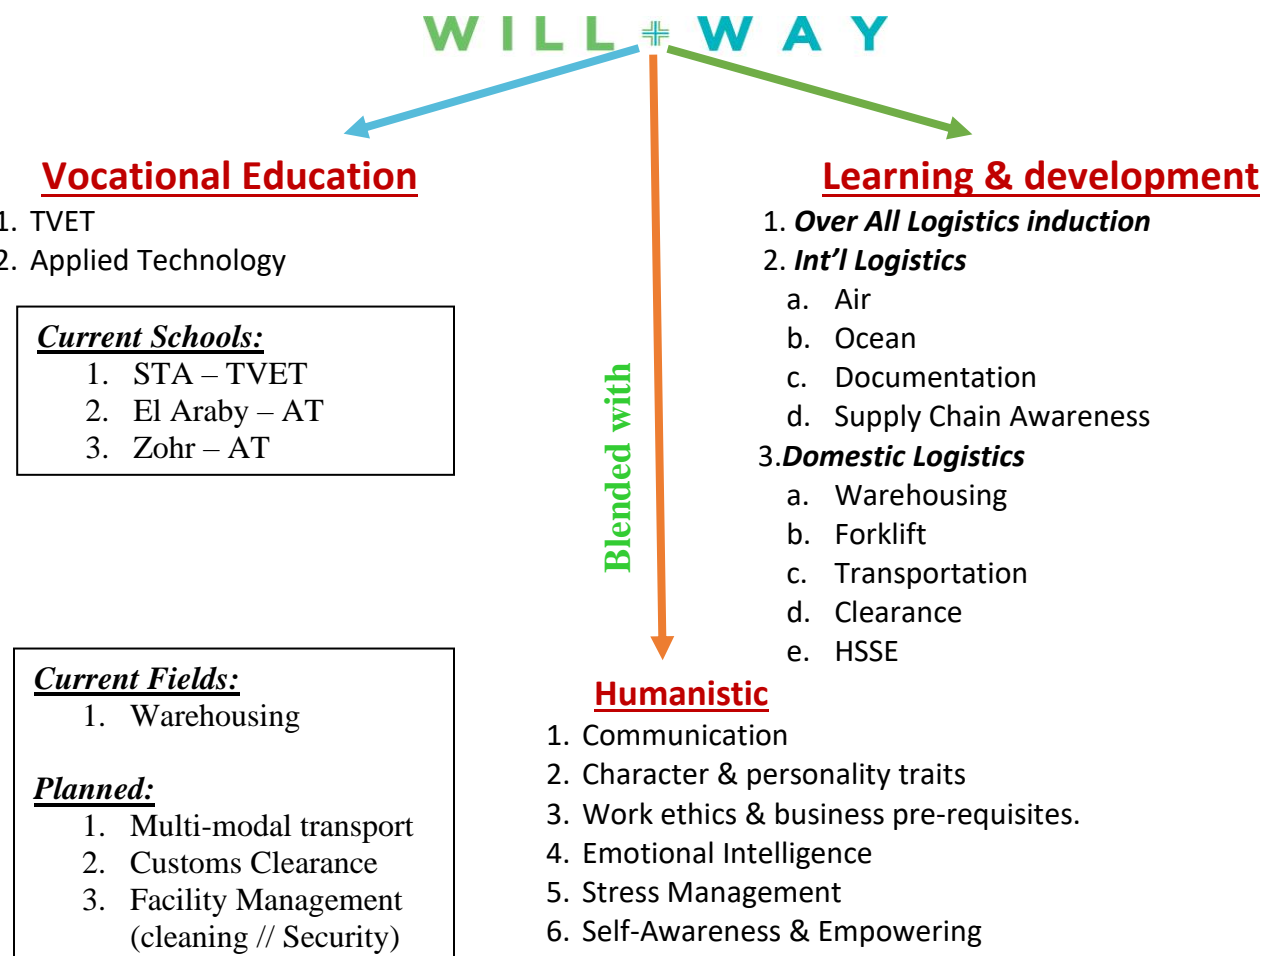 WILL WAY
Vocational Education
1. TVET
2. Applied Technology
Current Schools:
1. STA – TVET
2. El Araby – AT
3. Zohr – AT
Current Fields:
1. Warehousing
Planned:
1. Multi-modal transport
2. Customs Clearance
3. Facility Management
(cleaning // Security)
Blended with
Humanistic
1. Communication
2. Character & personality traits
3. Work ethics & business pre-requisites.
4. Emotional Intelligence
5. Stress Management
6. Self-Awareness & Empowering
Learning & development
1. Over All Logistics induction
2. Int’l Logistics
a. Air
b. Ocean
c. Documentation
d. Supply Chain Awareness
3.Domestic Logistics
a. Warehousing
b. Forklift
c. Transportation
d. Clearance
e. HSSE